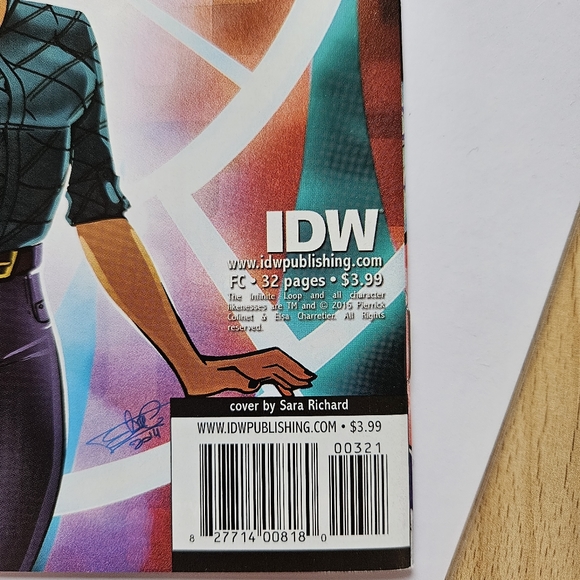 IDW
www.idwpublishing.com
FC • 32 pages • $3.99
The Infinite Loop and all character
likenesses are TM and © 2015 Pierrick
Colinet & Elsa Charretier. All Rights
reserved.
cover by Sara Richard
WWW.IDWPUBLISHING.COM • $3.99
00321
8 27714 00818 0
2014